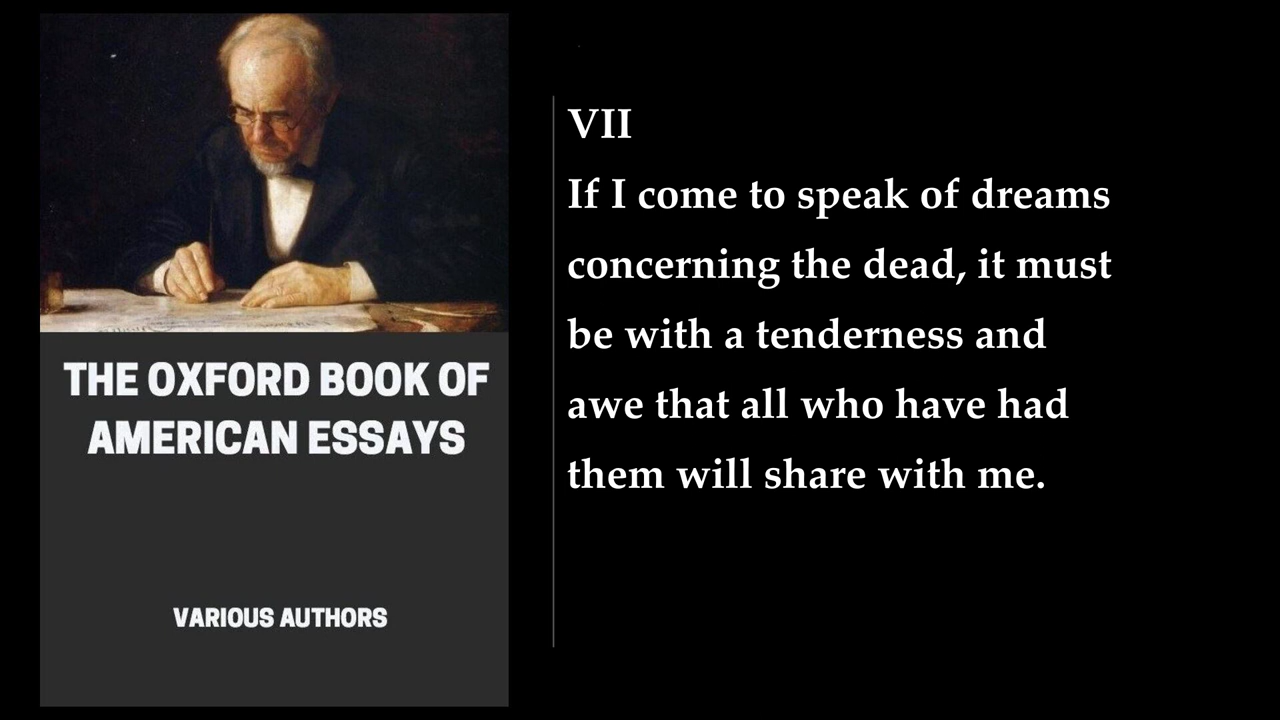 THE OXFORD BOOK OF
AMERICAN ESSAYS
VARIOUS AUTHORS
VII
If I come to speak of dreams
concerning the dead, it must
be with a tenderness and
awe that all who have had
them will share with me.